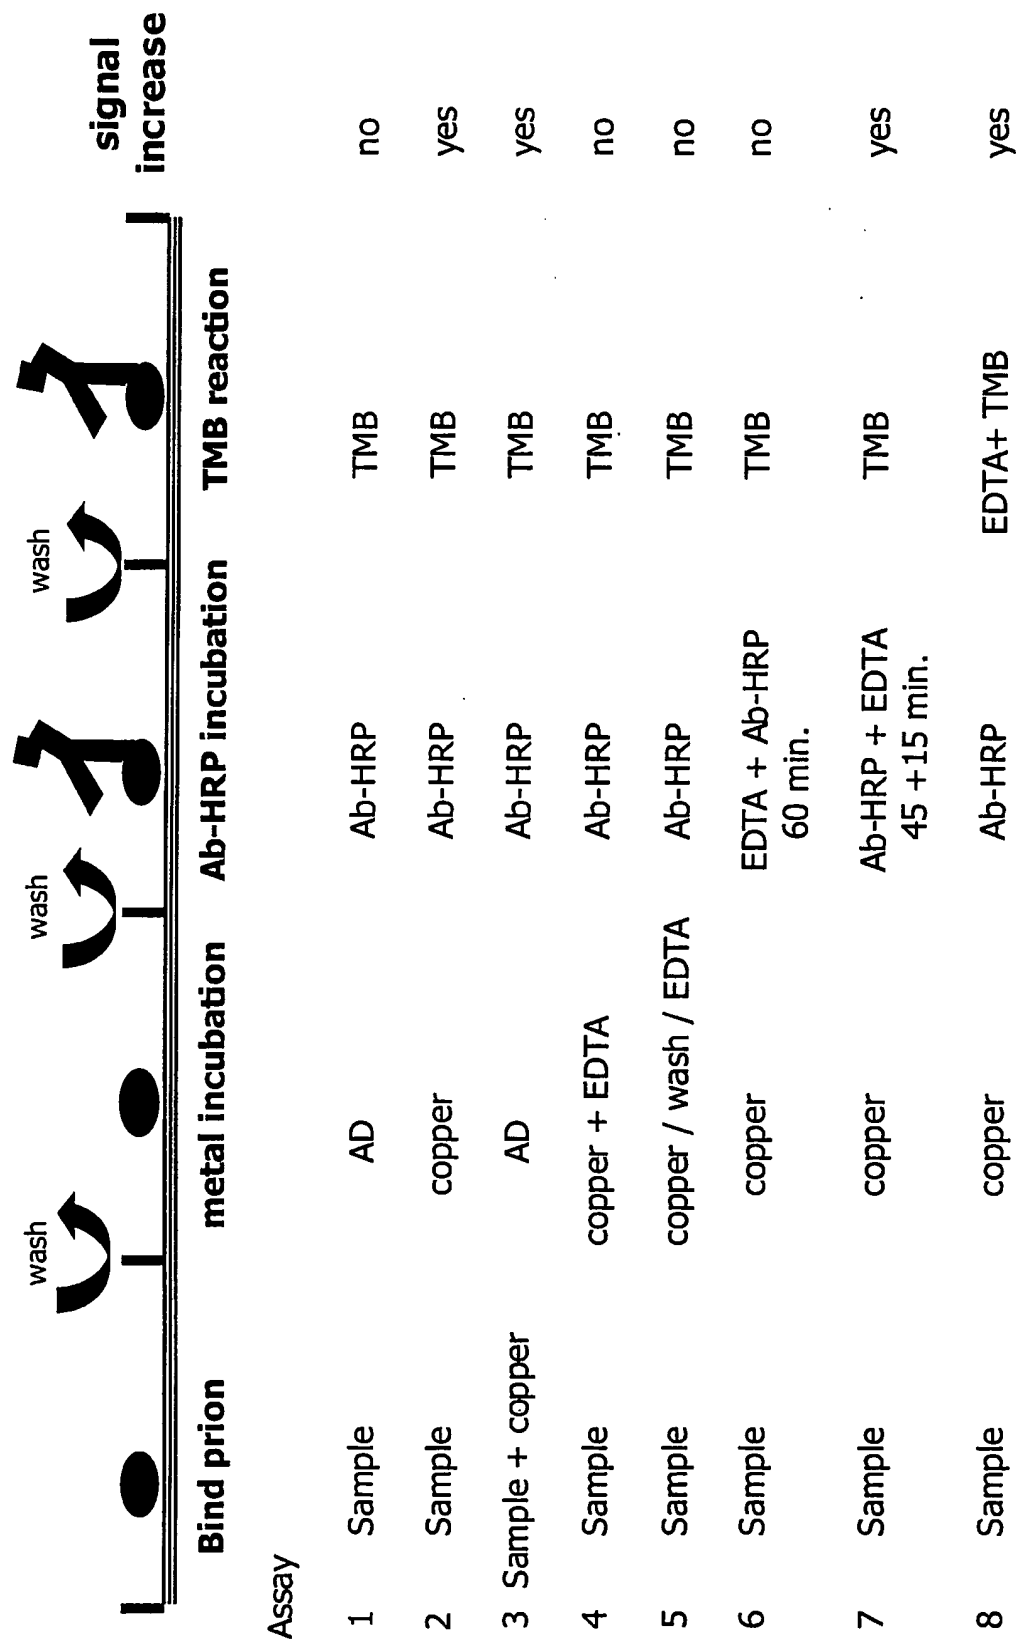 wash
wash
wash
signal
increase
Bind prion
metal incubation
Ab-HRP incubation
TMB reaction
Assay
1 Sample AD Ab-HRP TMB no
2 Sample copper Ab-HRP TMB yes
3 Sample + copper AD Ab-HRP TMB yes
4 Sample copper + EDTA Ab-HRP TMB no
5 Sample copper / wash / EDTA Ab-HRP TMB no
6 Sample copper EDTA + Ab-HRP TMB no
60 min.
7 Sample copper Ab-HRP + EDTA TMB yes
45 +15 min.
8 Sample copper Ab-HRP EDTA+ TMB yes